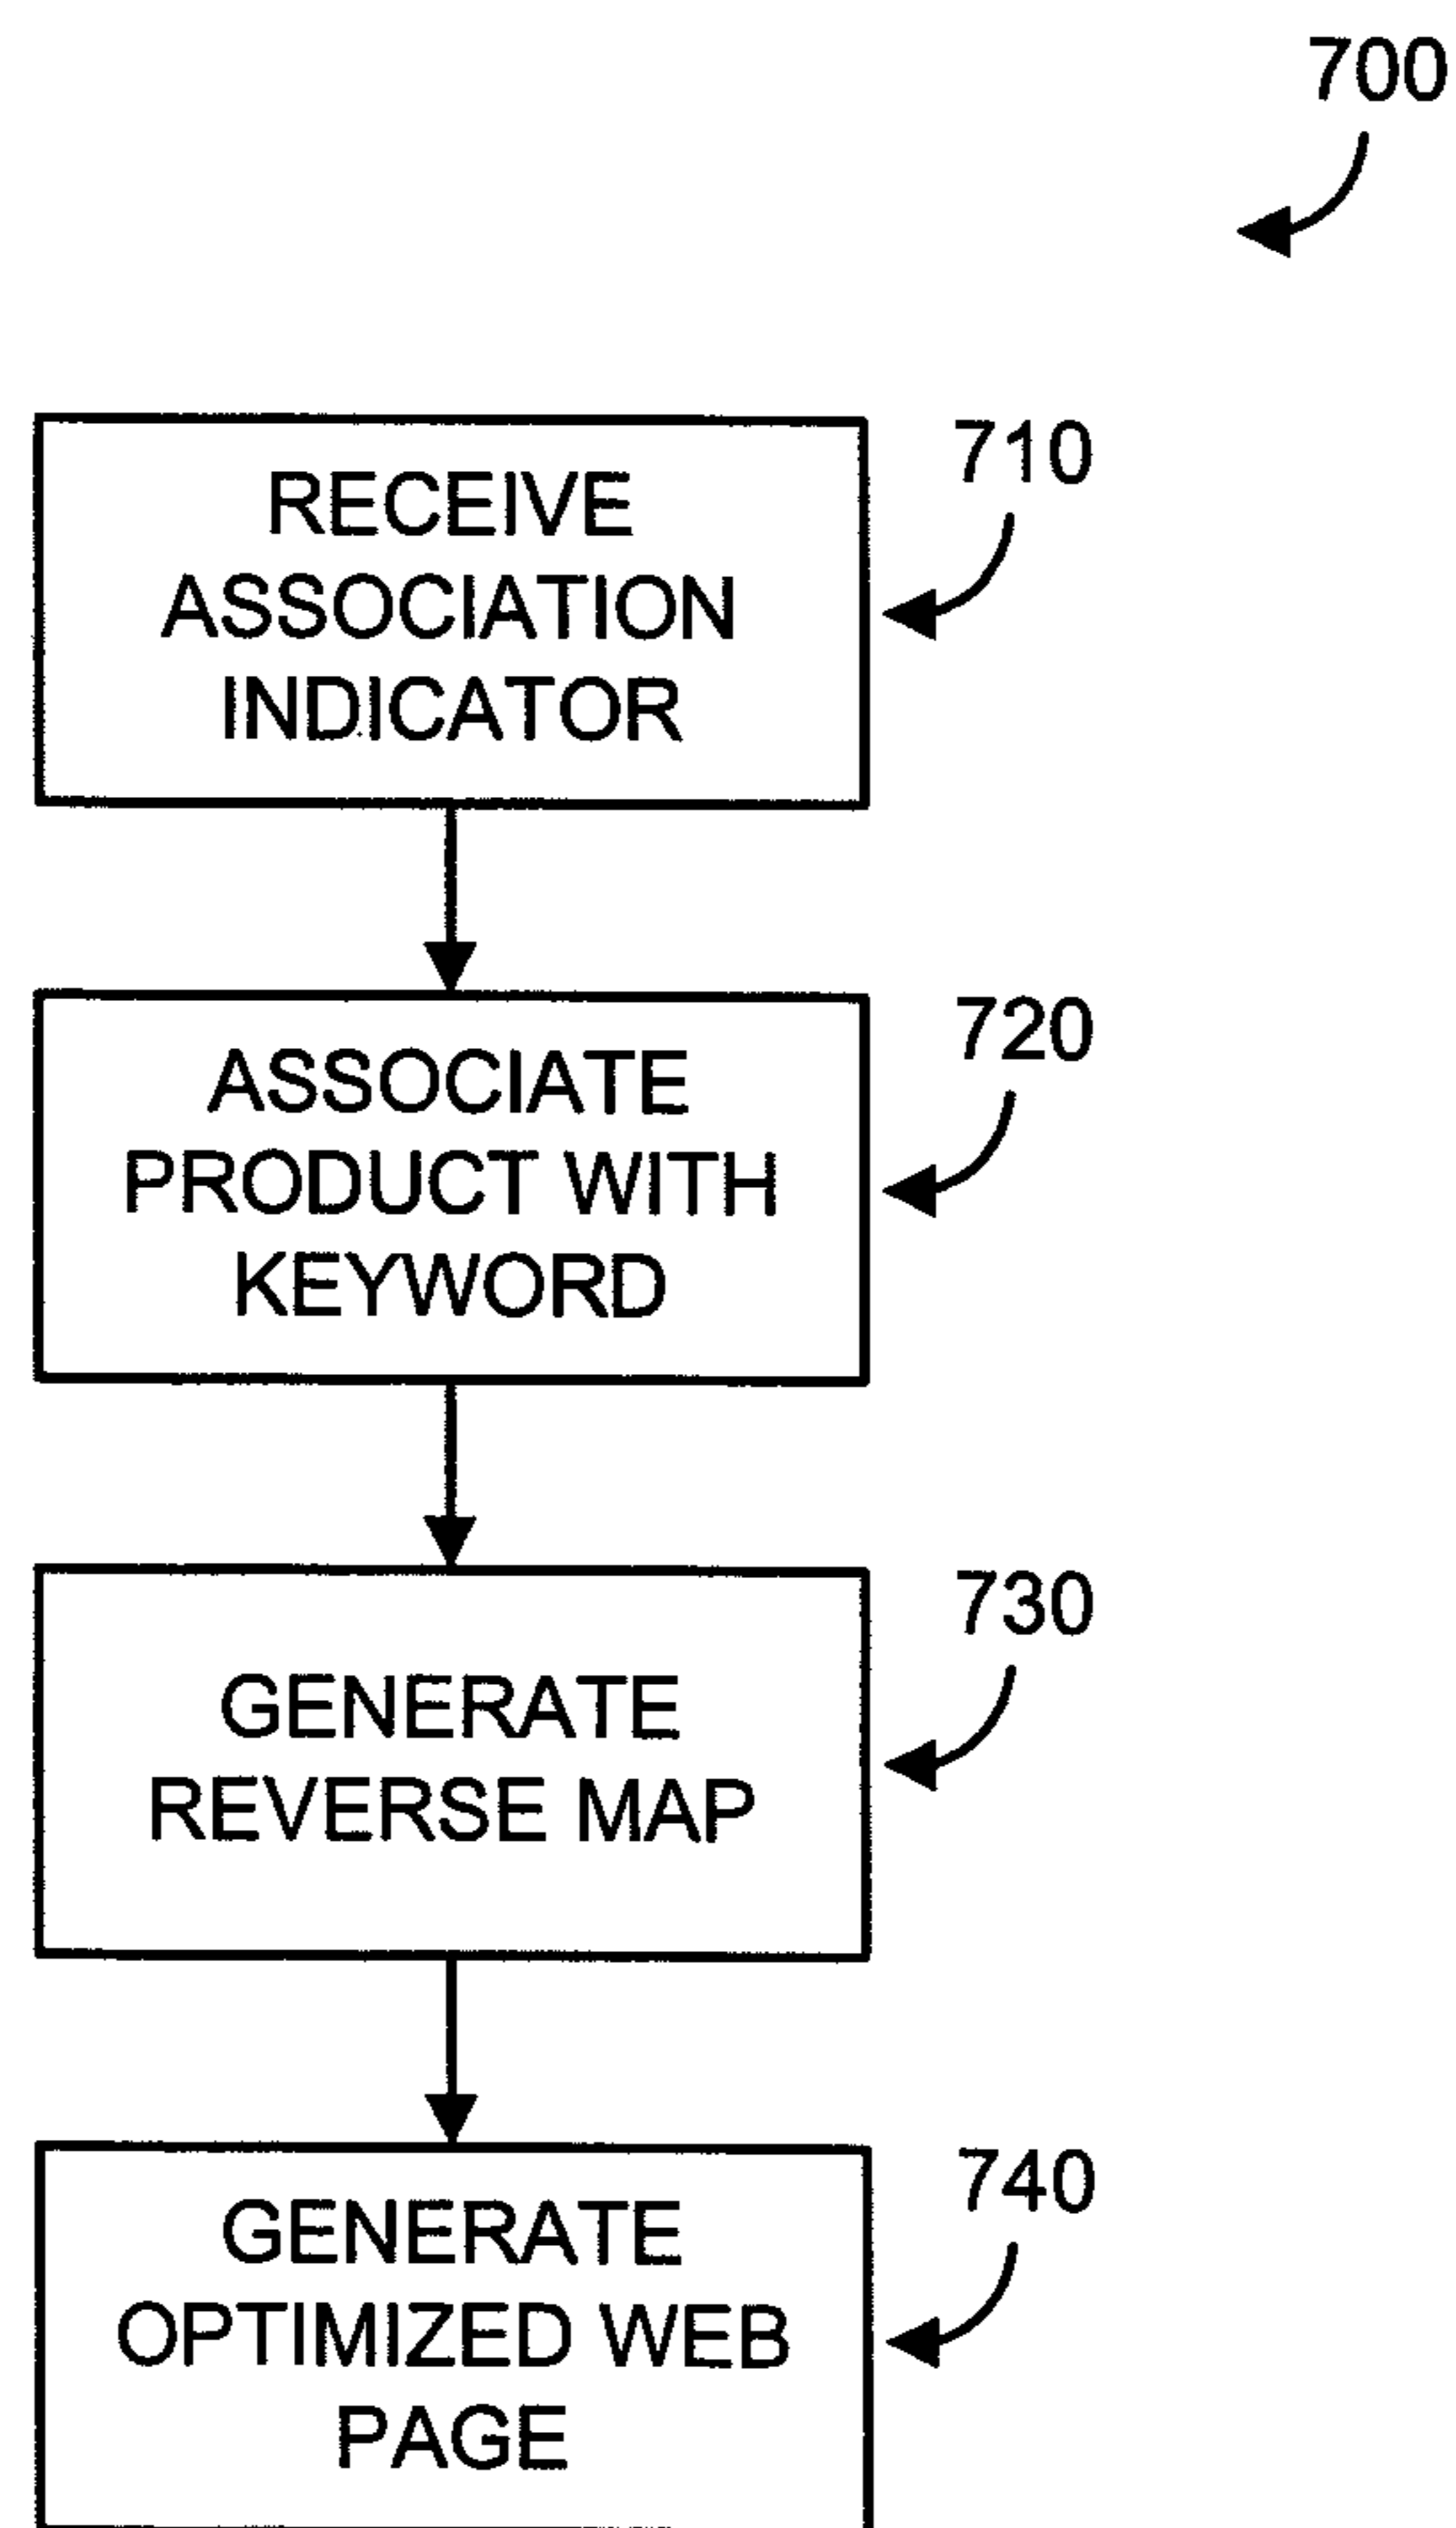 700
710
RECEIVE
ASSOCIATION
INDICATOR
720
ASSOCIATE
PRODUCT WITH
KEYWORD
730
GENERATE
REVERSE MAP
740
GENERATE
OPTIMIZED WEB
PAGE